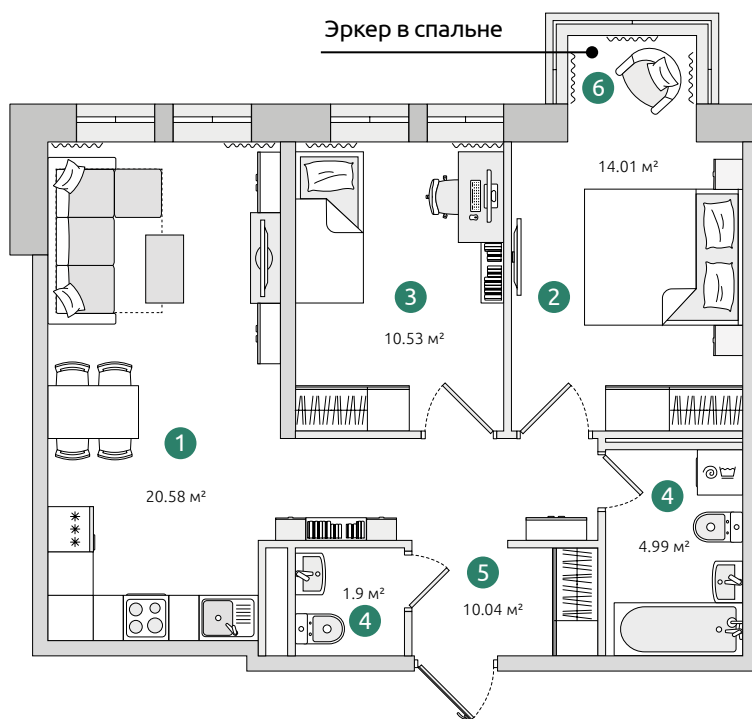 Эркер в спальне
6
14.01 м²
3
2
10.53 м²
1
20.58 м²
4
4.99 м²
5
1.9 м²
10.04 м²
4